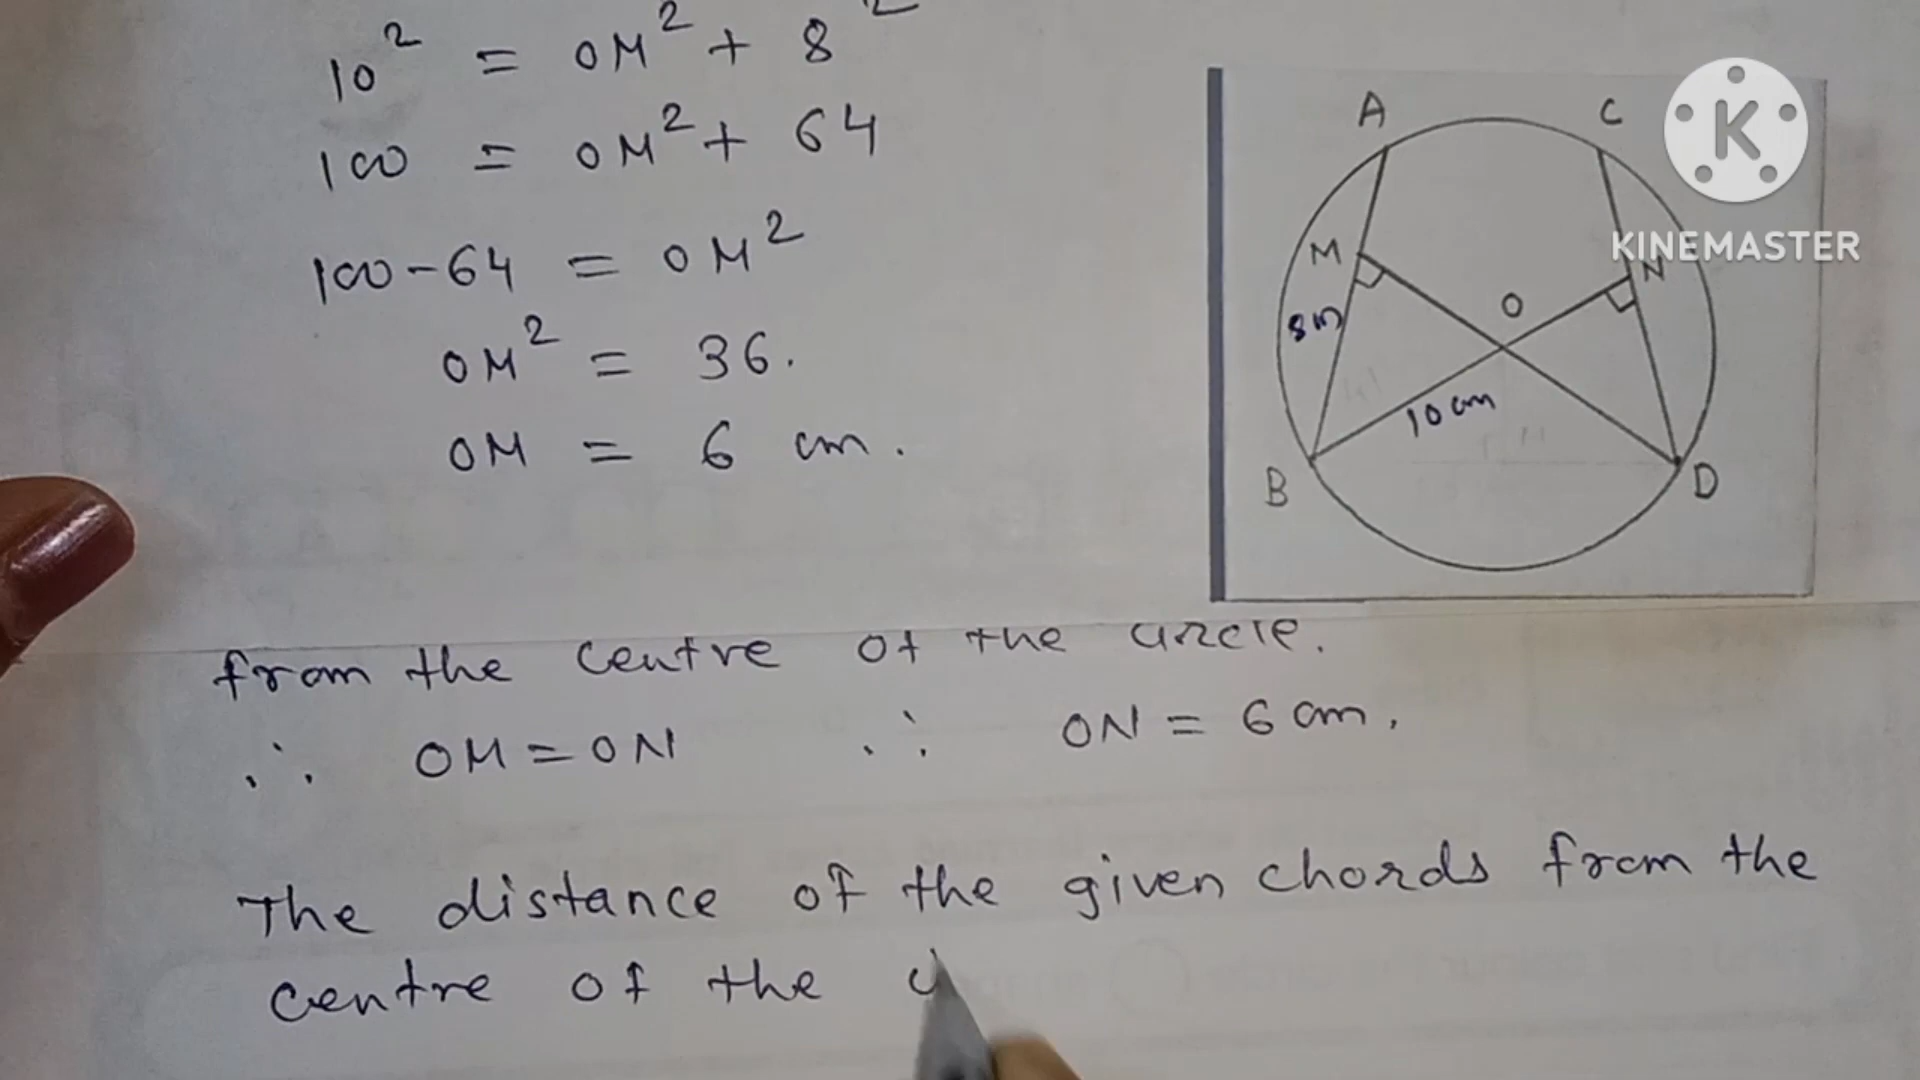 10² = OM² + 8²
100 = OM² + 64
100-64 = OM²
OM² = 36.
OM = 6 cm.
A
C
M
N
8m
O
10 cm
B
D
K
KINEMASTER
from the centre of the circle.
∴ OM = ON ∴ ON = 6 cm.
The distance of the given chords from the
centre of the